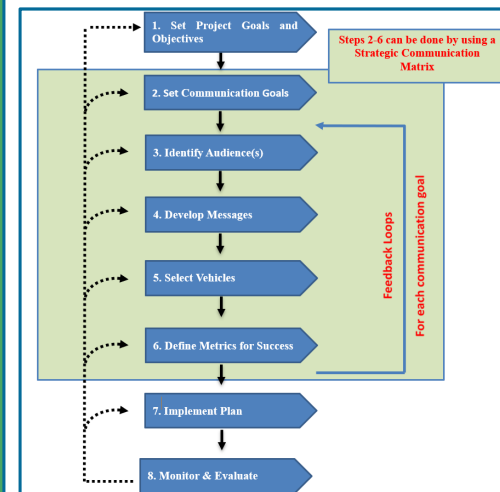 1. Set Project Goals and
Objectives
Steps 2-6 can be done by using a
Strategic Communication
Matrix
2. Set Communication Goals
3. Identify Audience(s)
4. Develop Messages
5. Select Vehicles
6. Define Metrics for Success
Feedback Loops
For each communication goal
7. Implement Plan
8. Monitor & Evaluate